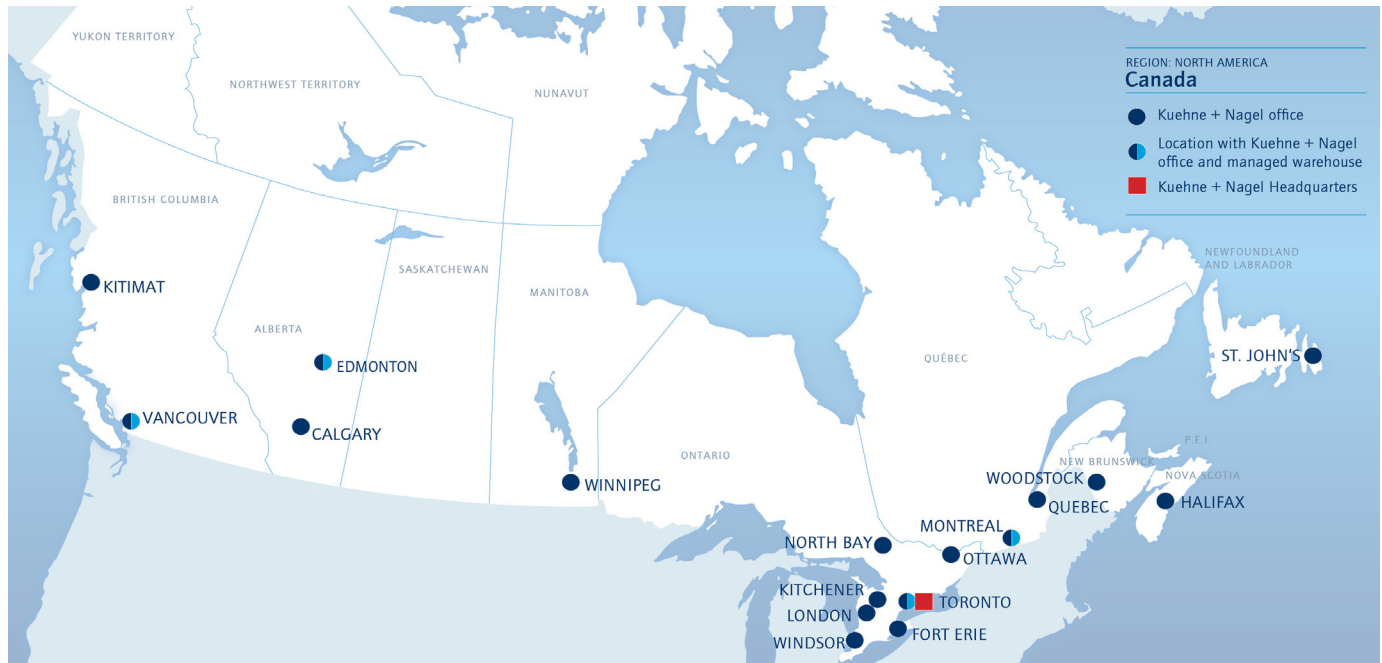 YUKON TERRITORY
NORTHWEST TERRITORY
NUNAVUT
REGION: NORTH AMERICA
Canada
Kuehne + Nagel office
Location with Kuehne + Nagel
office and managed warehouse
Kuehne + Nagel Headquarters
BRITISH COLUMBIA
NEWFOUNDLAND
AND LABRADOR
SASKATCHEWAN
KITIMAT
MANITOBA
ALBERTA
QUÉBEC
ST. JOHN'S
EDMONTON
VANCOUVER
CALGARY
P.E.I.
ONTARIO
NEW BRUNSWICK
NOVA SCOTIA
WOODSTOCK
WINNIPEG
QUEBEC
HALIFAX
MONTREAL
NORTH BAY
OTTAWA
KITCHENER
TORONTO
LONDON
FORT ERIE
WINDSOR